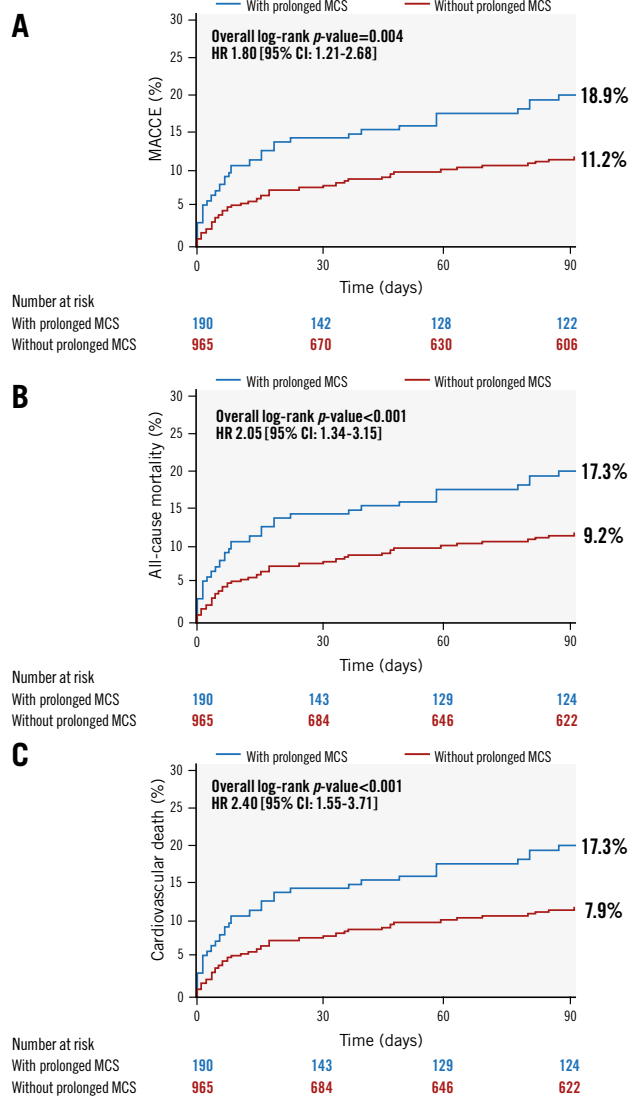 A
With prolonged MCS Without prolonged MCS
Overall log-rank p-value=0.004
HR 1.80 [95% CI: 1.21-2.68]
MACCE (%)
30
25
20
15
10
5
0
18.9%
11.2%
0 30 60 90
Time (days)
Number at risk
With prolonged MCS 190 142 128 122
Without prolonged MCS 965 670 630 606
B
With prolonged MCS Without prolonged MCS
Overall log-rank p-value<0.001
HR 2.05 [95% CI: 1.34-3.15]
All-cause mortality (%)
30
25
20
15
10
5
0
17.3%
9.2%
0 30 60 90
Time (days)
Number at risk
With prolonged MCS 190 143 129 124
Without prolonged MCS 965 684 646 622
C
With prolonged MCS Without prolonged MCS
Overall log-rank p-value<0.001
HR 2.40 [95% CI: 1.55-3.71]
Cardiovascular death (%)
30
25
20
15
10
5
0
17.3%
7.9%
0 30 60 90
Time (days)
Number at risk
With prolonged MCS 190 143 129 124
Without prolonged MCS 965 684 646 622